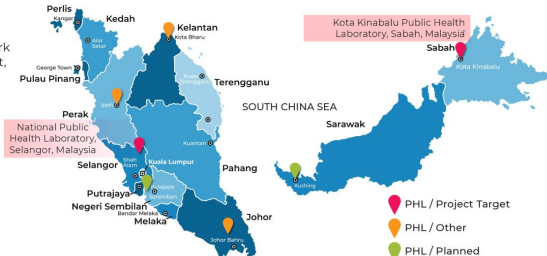 Perlis
Kangar
Kedah
Alor
Setar
George Town
Pulau Pinang
Kelantan
Kota Bharu
Kuala
Terengganu
Terengganu
Perak
Ipoh
National Public
Health Laboratory,
Selangor, Malaysia
Selangor
Shah
Alam
Kuala Lumpur
Kuantan
Pahang
Putrajaya
Putrajaya
Seremban
Negeri Sembilan
Bandar Melaka
Melaka
Johor
Johor Bahru
SOUTH CHINA SEA
Kota Kinabalu Public Health
Laboratory, Sabah, Malaysia
Sabah
Kota Kinabalu
Sarawak
Kuching
PHL / Project Target
PHL / Other
PHL / Planned